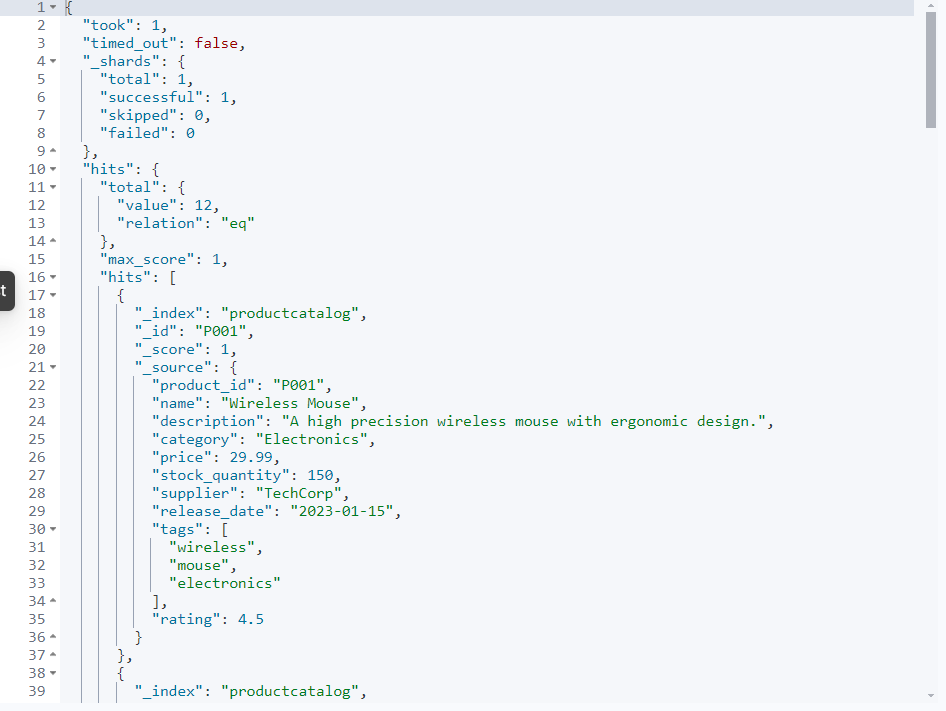 1 {
2 "took": 1,
3 "timed_out": false,
4 "_shards": {
5 "total": 1,
6 "successful": 1,
7 "skipped": 0,
8 "failed": 0
9 },
10 "hits": {
11 "total": {
12 "value": 12,
13 "relation": "eq"
14 },
15 "max_score": 1,
16 "hits": [
17 {
18 "_index": "productcatalog",
19 "_id": "P001",
20 "_score": 1,
21 "_source": {
22 "product_id": "P001",
23 "name": "Wireless Mouse",
24 "description": "A high precision wireless mouse with ergonomic design.",
25 "category": "Electronics",
26 "price": 29.99,
27 "stock_quantity": 150,
28 "supplier": "TechCorp",
29 "release_date": "2023-01-15",
30 "tags": [
31 "wireless",
32 "mouse",
33 "electronics"
34 ],
35 "rating": 4.5
36 }
37 },
38 {
39 "_index": "productcatalog",
t